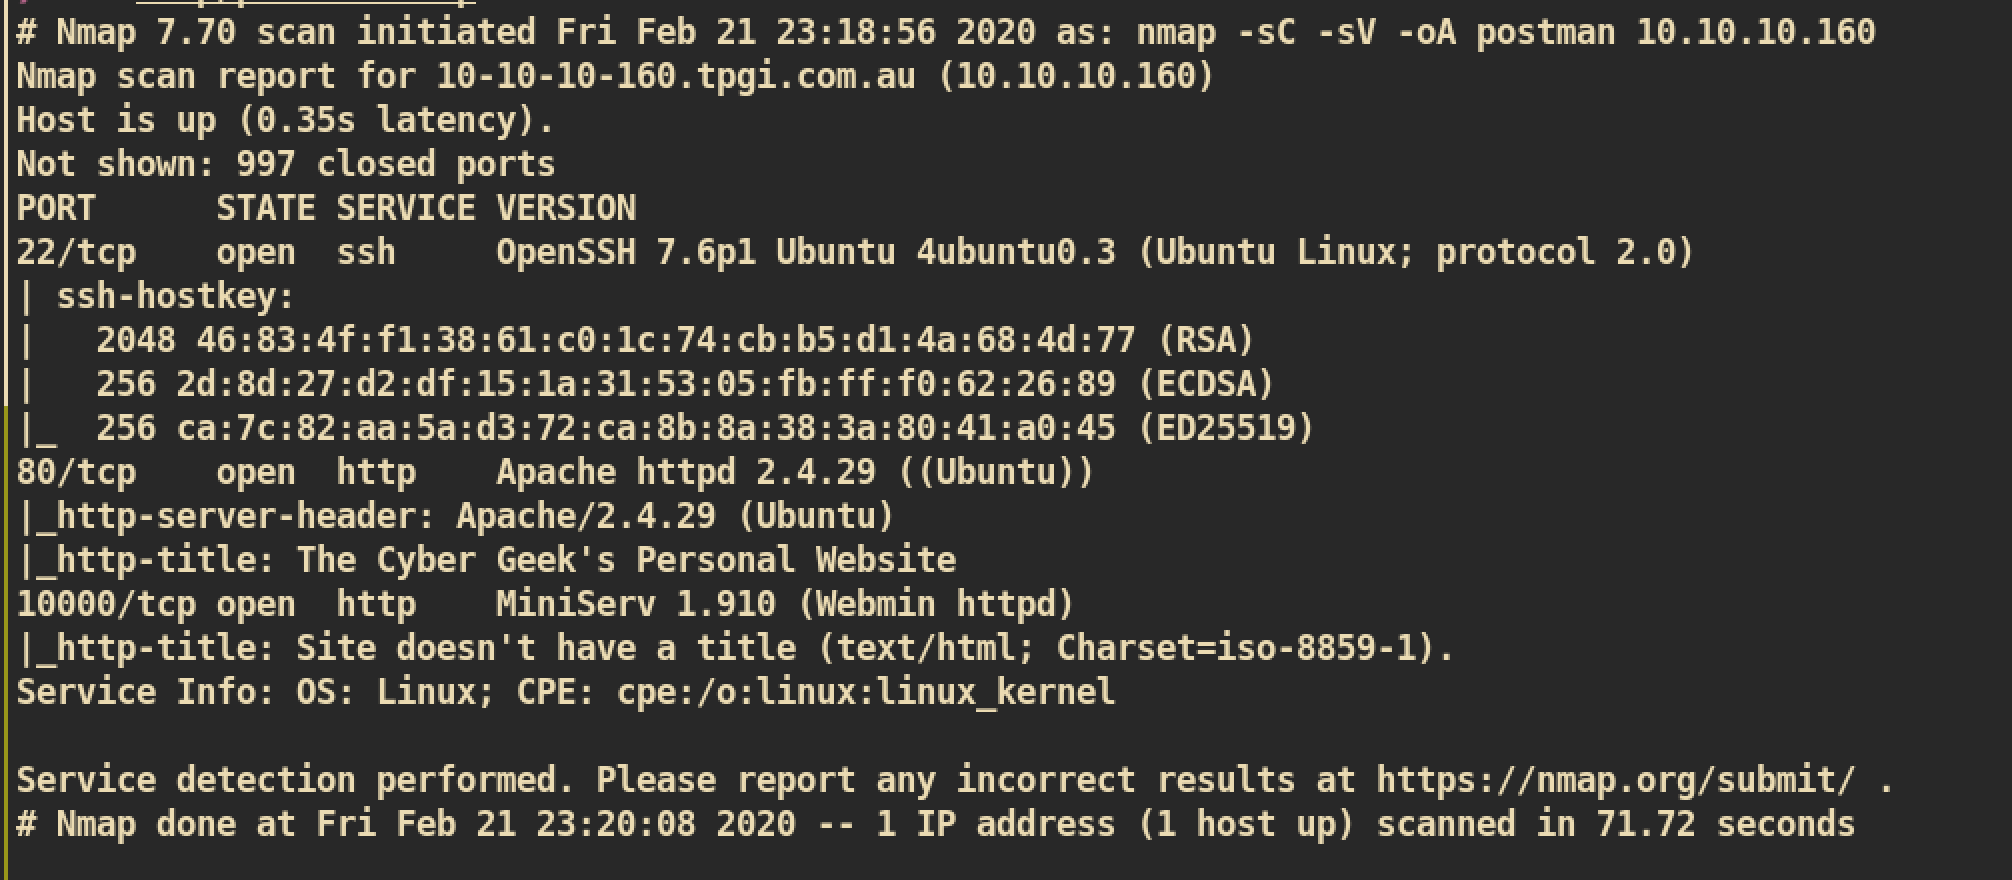 # Nmap 7.70 scan initiated Fri Feb 21 23:18:56 2020 as: nmap -sC -sV -oA postman 10.10.10.160
Nmap scan report for 10-10-10-160.tpgi.com.au (10.10.10.160)
Host is up (0.35s latency).
Not shown: 997 closed ports
PORT      STATE SERVICE VERSION
22/tcp    open  ssh     OpenSSH 7.6p1 Ubuntu 4ubuntu0.3 (Ubuntu Linux; protocol 2.0)
| ssh-hostkey:
|   2048 46:83:4f:f1:38:61:c0:1c:74:cb:b5:d1:4a:68:4d:77 (RSA)
|   256 2d:8d:27:d2:df:15:1a:31:53:05:fb:ff:f0:62:26:89 (ECDSA)
|_  256 ca:7c:82:aa:5a:d3:72:ca:8b:8a:38:3a:80:41:a0:45 (ED25519)
80/tcp    open  http    Apache httpd 2.4.29 ((Ubuntu))
|_http-server-header: Apache/2.4.29 (Ubuntu)
|_http-title: The Cyber Geek's Personal Website
10000/tcp open  http    MiniServ 1.910 (Webmin httpd)
|_http-title: Site doesn't have a title (text/html; Charset=iso-8859-1).
Service Info: OS: Linux; CPE: cpe:/o:linux:linux_kernel

Service detection performed. Please report any incorrect results at https://nmap.org/submit/ .
# Nmap done at Fri Feb 21 23:20:08 2020 -- 1 IP address (1 host up) scanned in 71.72 seconds